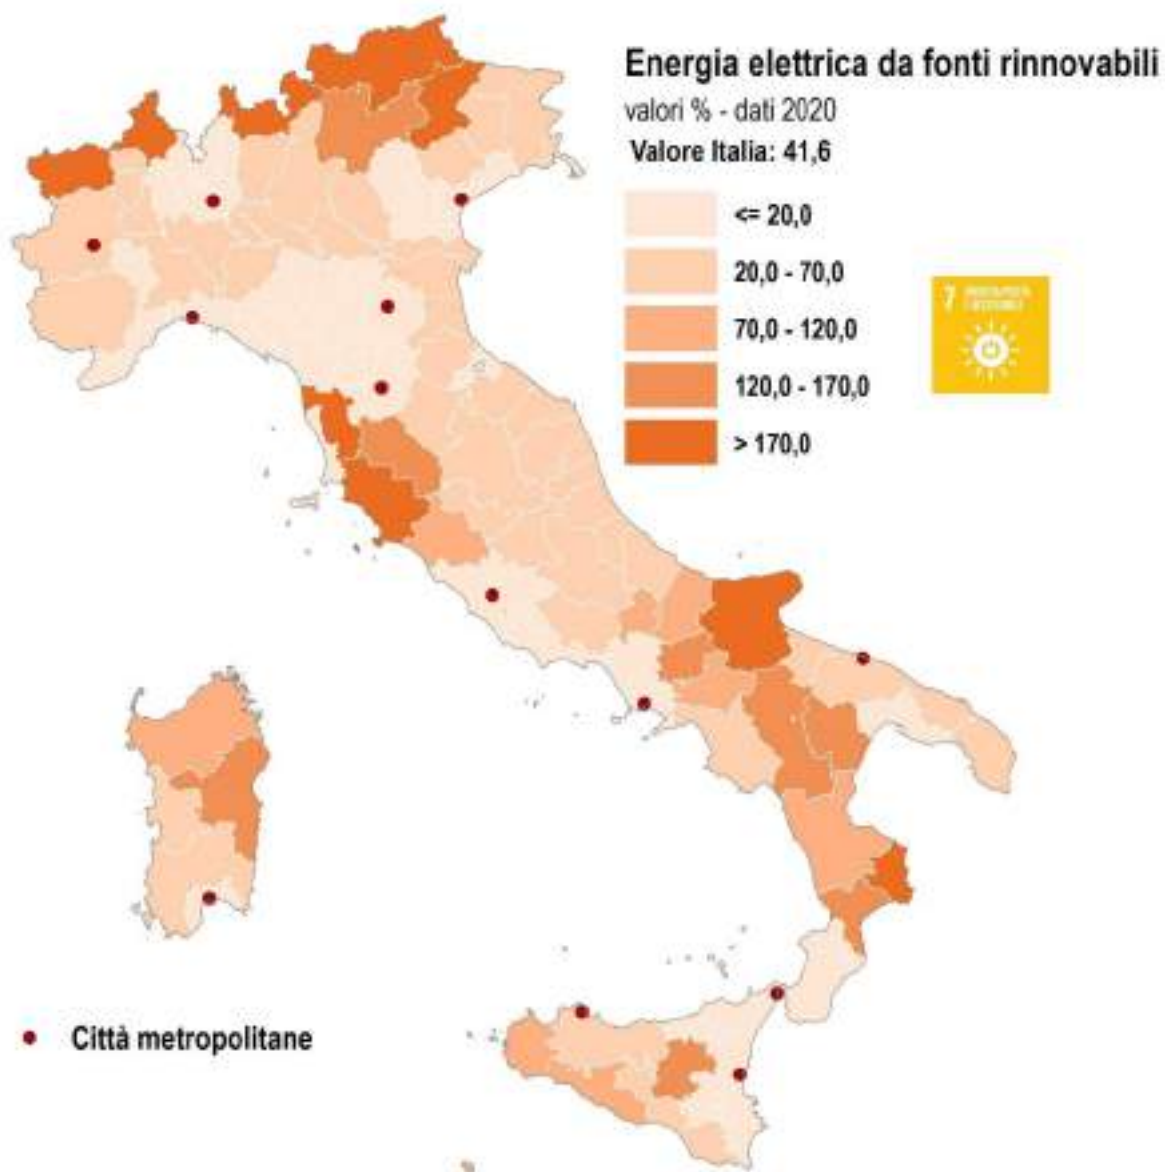 Energia elettrica da fonti rinnovabili
valori % - dati 2020
Valore Italia: 41,6
<= 20,0
20,0 - 70,0
70,0 - 120,0
120,0 - 170,0
> 170,0
7
Città metropolitane